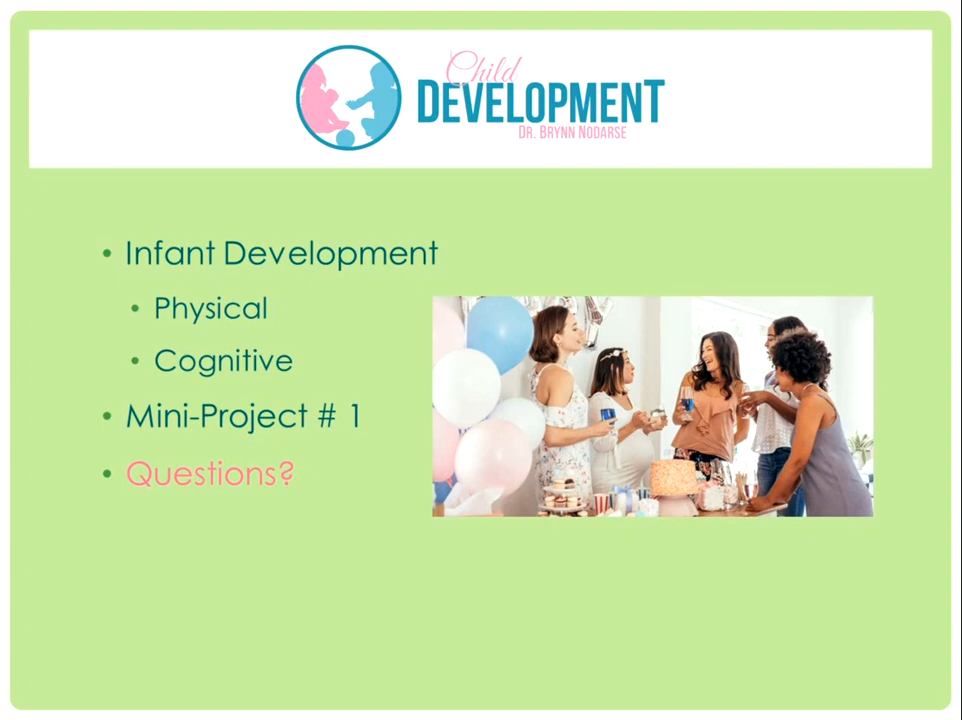 Child
DEVELOPMENT
DR. BRYNN NODARSE
• Infant Development
• Physical
• Cognitive
• Mini-Project # 1
• Questions?